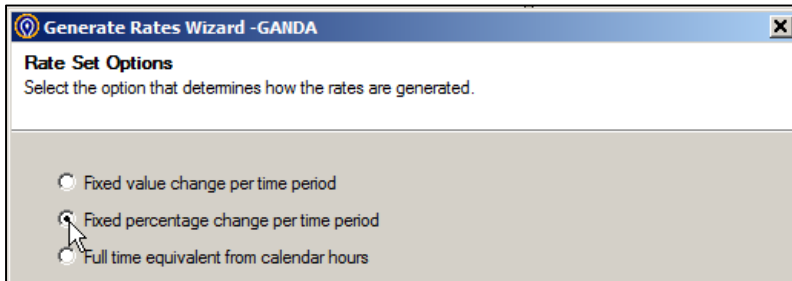 Generate Rates Wizard -GANDA
Rate Set Options
Select the option that determines how the rates are generated.
Fixed value change per time period
Fixed percentage change per time period
Full time equivalent from calendar hours